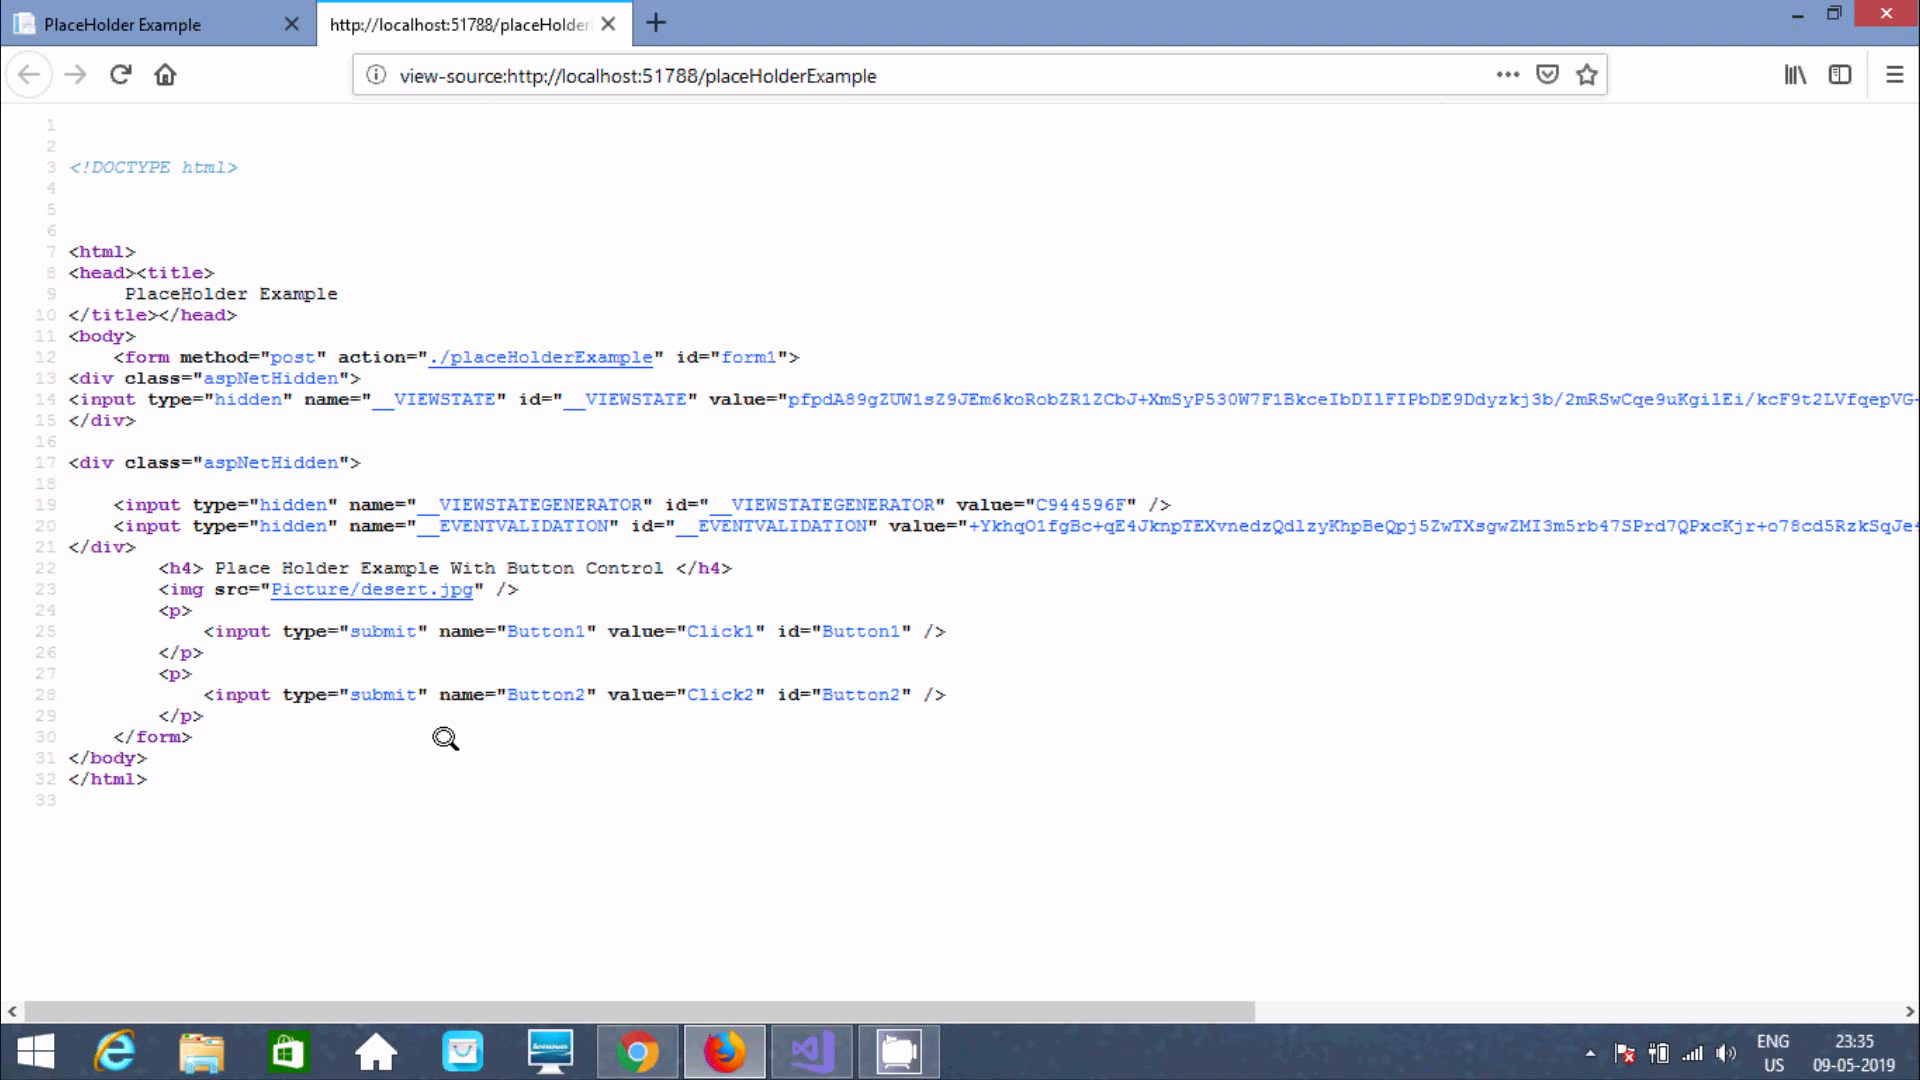 PlaceHolder Example
http://localhost:51788/placeHolder
view-source:http://localhost:51788/placeHolderExample
1
2
3 <!DOCTYPE html>
4
5
6
7 <html>
8 <head><title>
9 PlaceHolder Example
10 </title></head>
11 <body>
12 <form method="post" action="./placeHolderExample" id="form1">
13 <div class="aspNetHidden">
14 <input type="hidden" name="__VIEWSTATE" id="__VIEWSTATE" value="pfpdA89gZUW1sZ9JEm6koRobZR1ZCbJ+XmSyP530W7F1BkceIbDIlFIPbDE9Ddyzkj3b/2mRSwCqe9uKgilEi/kcF9t2LVfqepVG
15 </div>
16
17 <div class="aspNetHidden">
18
19 <input type="hidden" name="__VIEWSTATEGENERATOR" id="__VIEWSTATEGENERATOR" value="C944596F" />
20 <input type="hidden" name="__EVENTVALIDATION" id="__EVENTVALIDATION" value="+YkhqO1fgBc+qE4JknpTEXvnedzQdlzyKhpBeQpj5ZwTXsgwZMI3m5rb47SPrd7QPxcKjr+o78cd5RzkSqJe
21 </div>
22 <h4> Place Holder Example With Button Control </h4>
23 <img src="Picture/desert.jpg" />
24 <p>
25 <input type="submit" name="Button1" value="Click1" id="Button1" />
26 </p>
27 <p>
28 <input type="submit" name="Button2" value="Click2" id="Button2" />
29 </p>
30 </form>
31 </body>
32 </html>
33
ENG
US
23:35
09-05-2019